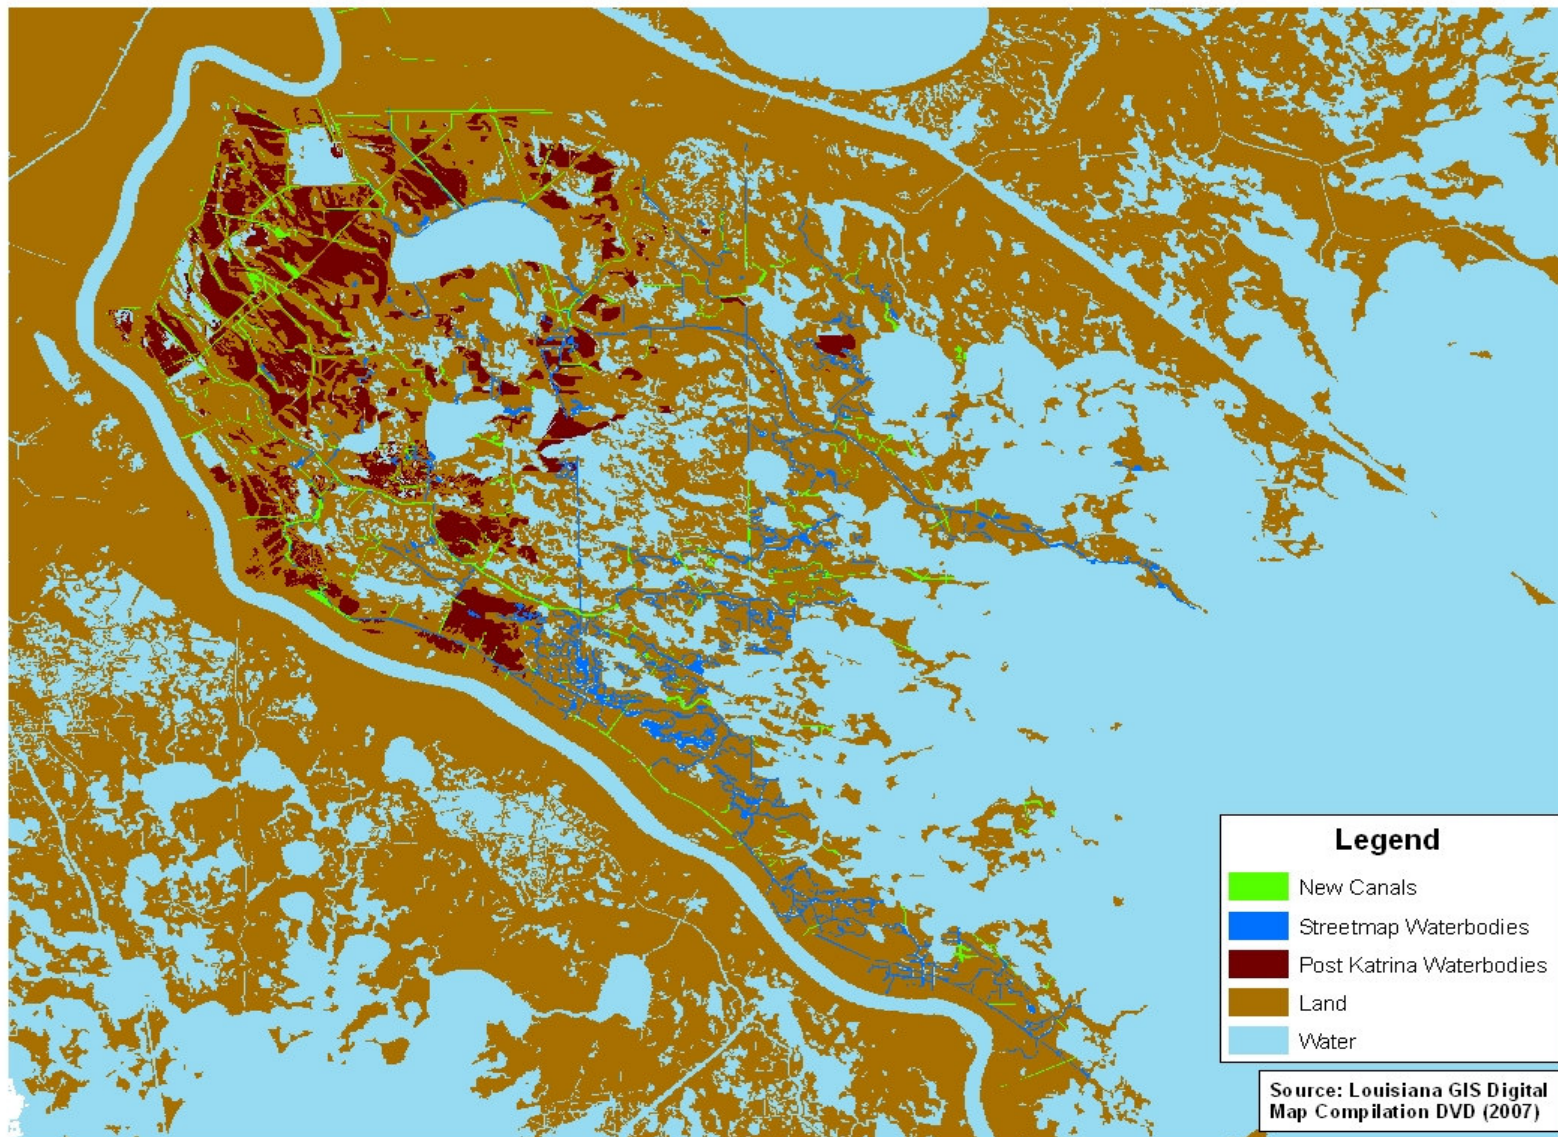 Legend
New Canals
Streetmap Waterbodies
Post Katrina Waterbodies
Land
Water
Source: Louisiana GIS Digital
Map Compilation DVD (2007)